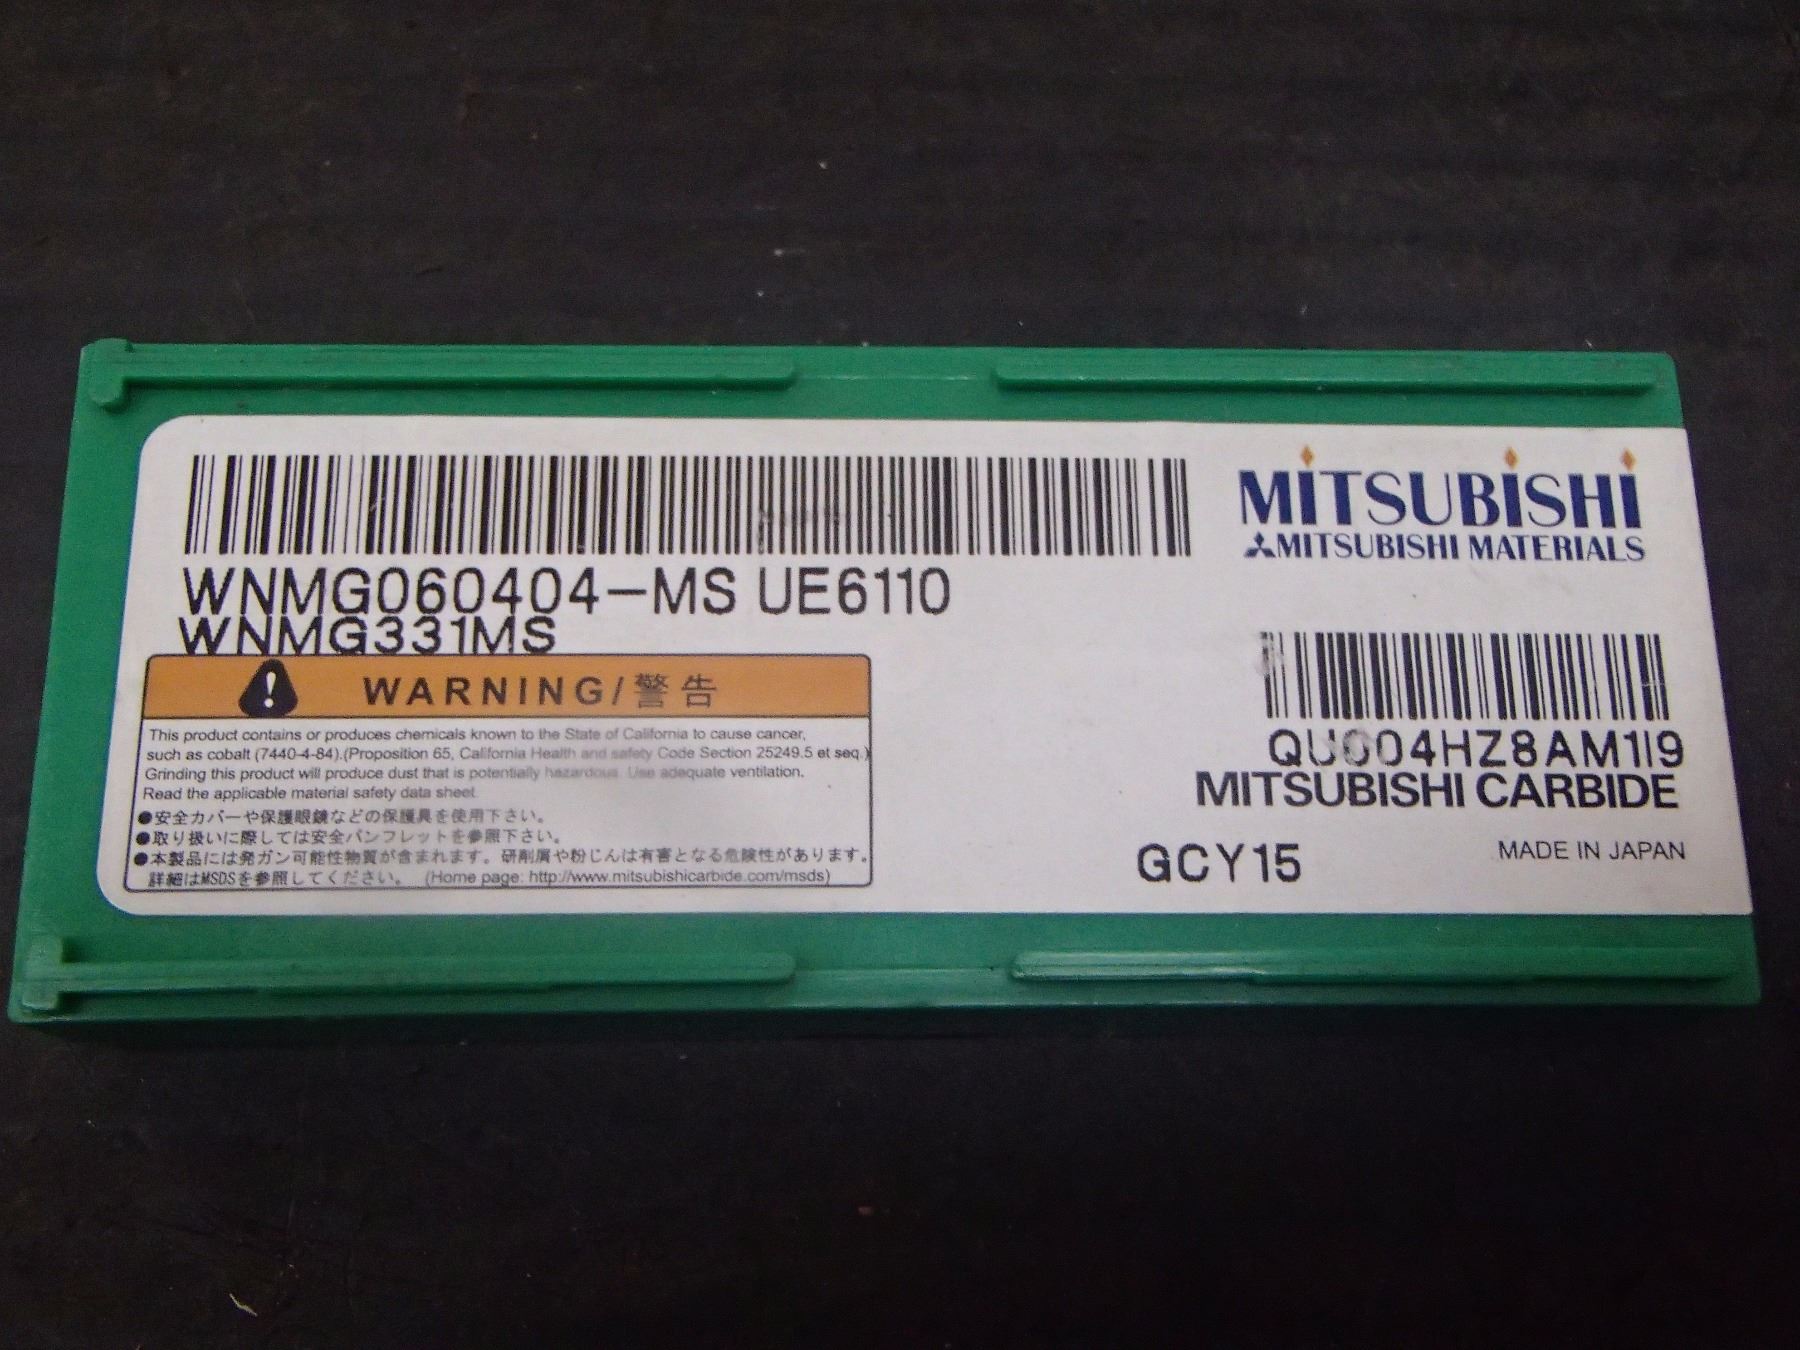 MITSUBISHI
MITSUBISHI MATERIALS
WNMG060404-MS UE6110
WNMG331MS
WARNING/警告
This product contains or produces chemicals known to the State of California to cause cancer,
such as cobalt (7440-4-84).(Proposition 65, California Health and safety Code Section 25249.5 et seq.)
Grinding this product will produce dust that is potentially hazardous. Use adequate ventilation.
Read the applicable material safety data sheet.
●安全カバーや保護眼鏡などの保護具を使用下さい。
●取り扱いに際しては安全パンフレットを参照下さい。
●本製品には発ガン可能性物質が含まれます。研削屑や粉じんは有害となる危険性があります。
詳細はMSDSを参照してください。 (Home page: http://www.mitsubishicarbide.com/msds)
MITSUBISHI CARBIDE
GCY15
MADE IN JAPAN